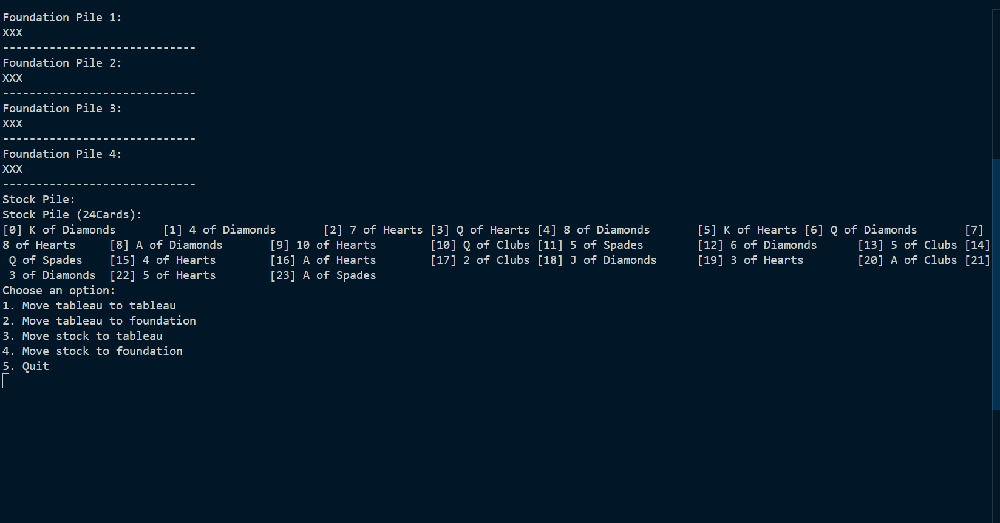 Foundation Pile 1:
XXX
-----------------------------
Foundation Pile 2:
XXX
-----------------------------
Foundation Pile 3:
XXX
-----------------------------
Foundation Pile 4:
XXX
-----------------------------
Stock Pile:
Stock Pile (24Cards):
[0] K of Diamonds [1] 4 of Diamonds [2] 7 of Hearts [3] Q of Hearts [4] 8 of Diamonds [5] K of Hearts [6] Q of Diamonds [7]
8 of Hearts [8] A of Diamonds [9] 10 of Hearts [10] Q of Clubs [11] 5 of Spades [12] 6 of Diamonds [13] 5 of Clubs [14]
Q of Spades [15] 4 of Hearts [16] A of Hearts [17] 2 of Clubs [18] J of Diamonds [19] 3 of Hearts [20] A of Clubs [21]
3 of Diamonds [22] 5 of Hearts [23] A of Spades
Choose an option:
1. Move tableau to tableau
2. Move tableau to foundation
3. Move stock to tableau
4. Move stock to foundation
5. Quit